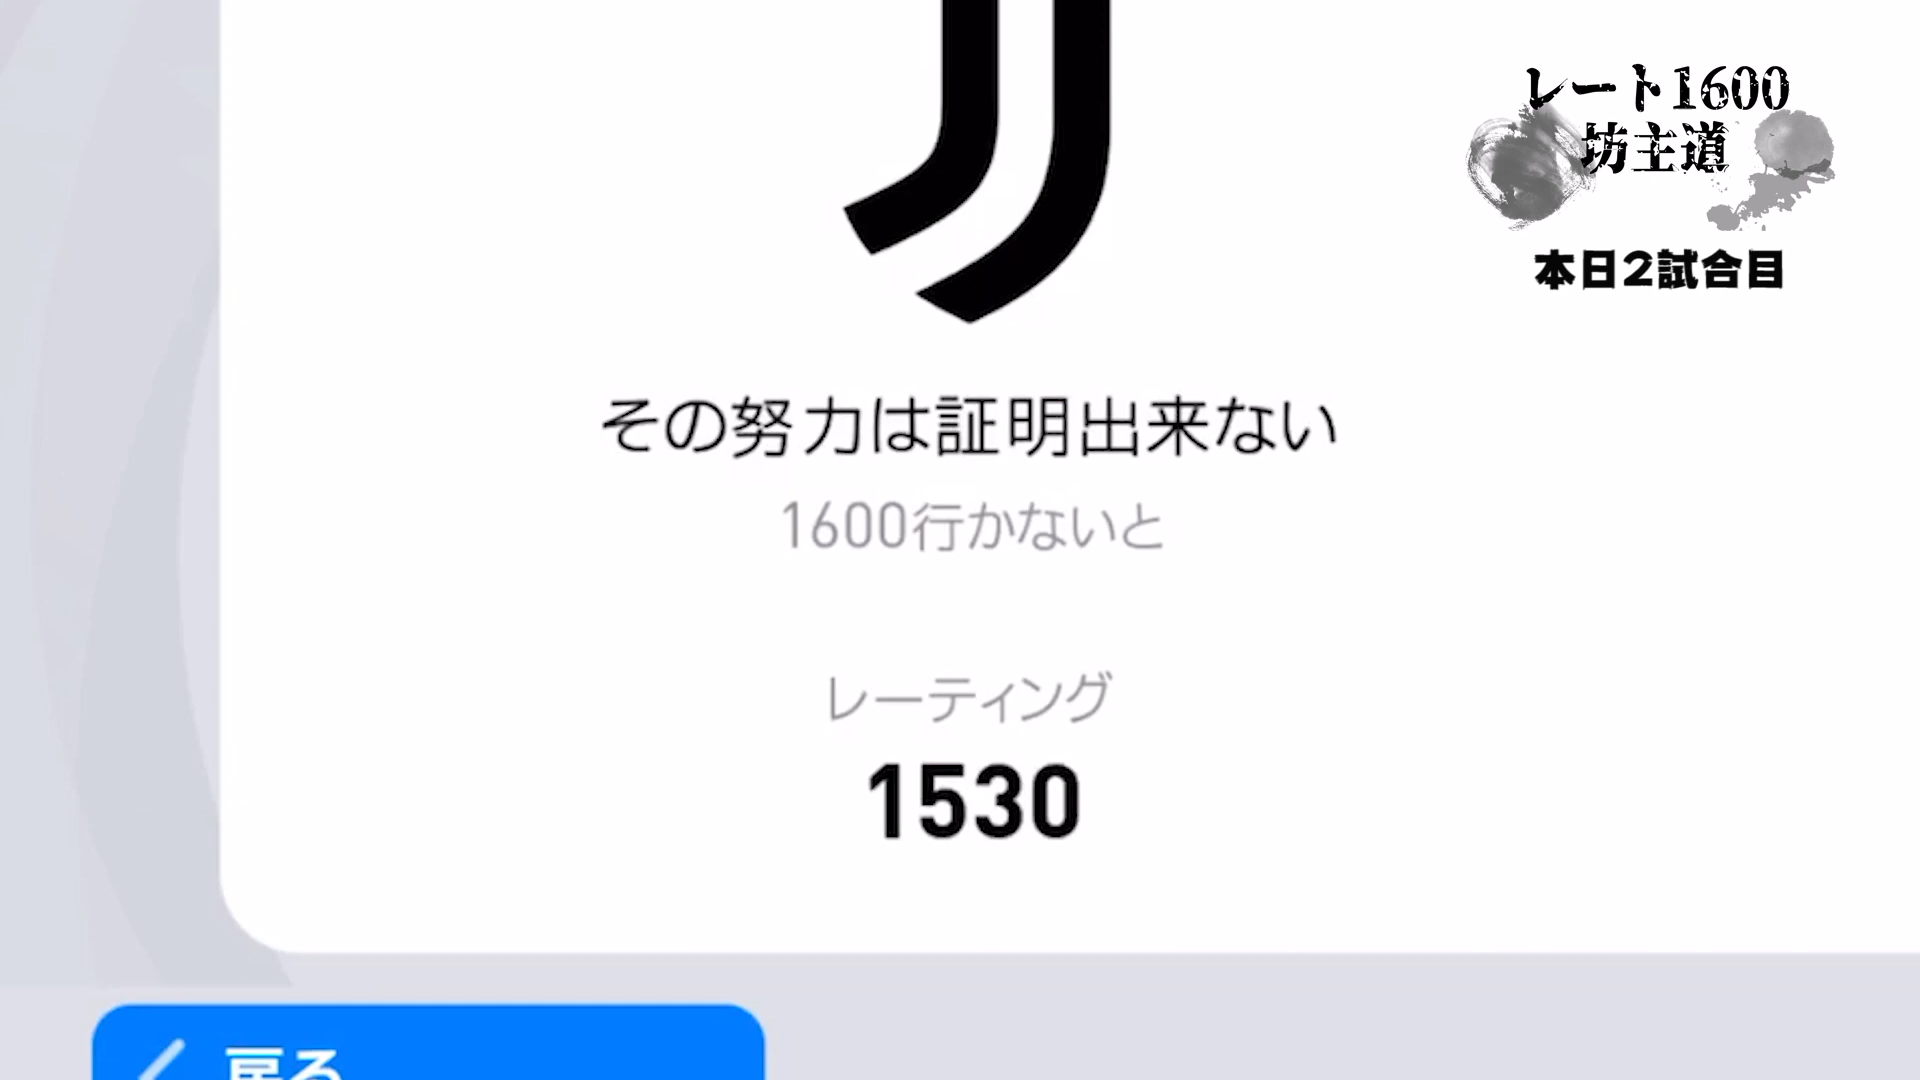 レート1600
坊主道
本日2試合目
その努力は証明出来ない
1600行かないと
レーティング
1530
戻る